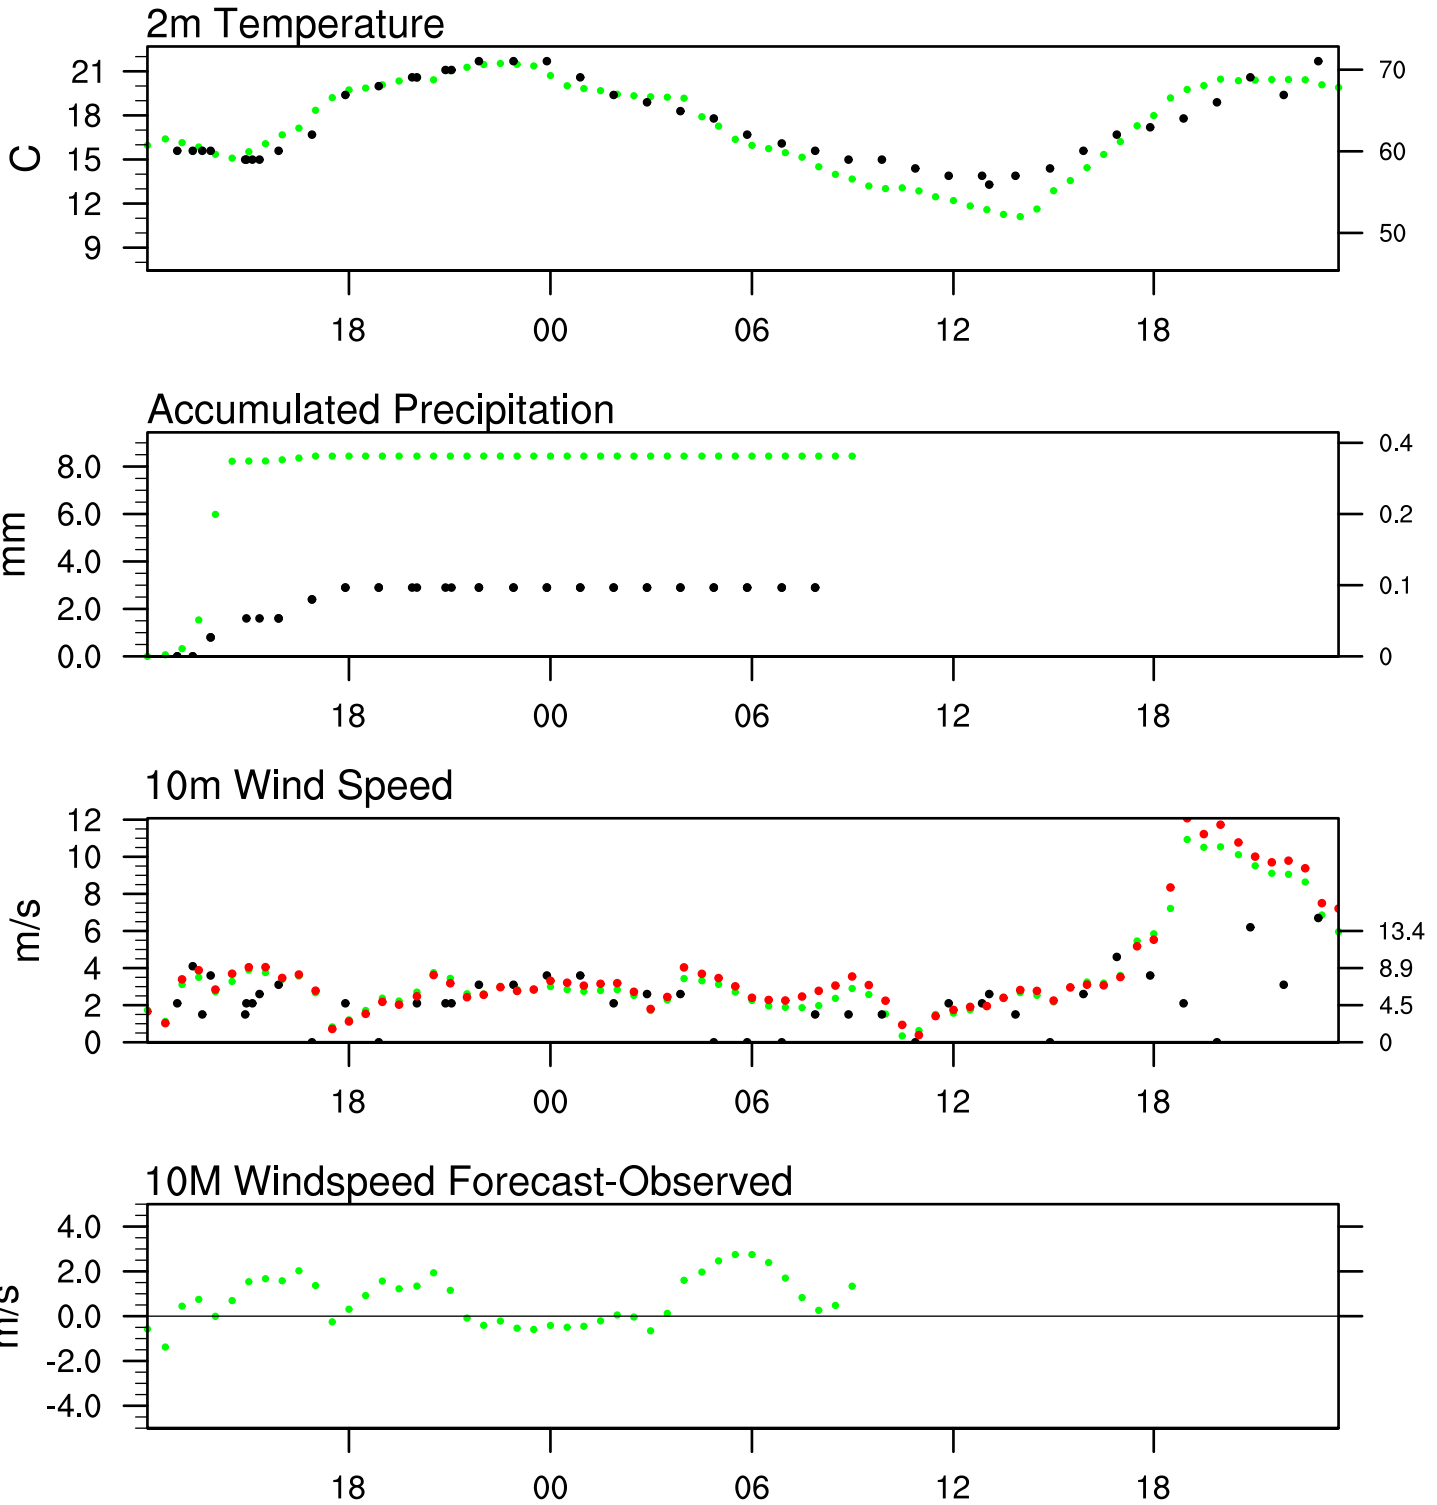 2m Temperature
21
18
15
12
9
C
70
60
50
18 00 06 12 18
Accumulated Precipitation
8.0
6.0
4.0
2.0
0.0
mm
0.4
0.2
0.1
0
18 00 06 12 18
10m Wind Speed
12
10
8
6
4
2
0
m/s
13.4
8.9
4.5
0
18 00 06 12 18
10M Windspeed Forecast-Observed
4.0
2.0
0.0
-2.0
-4.0
m/s
18 00 06 12 18